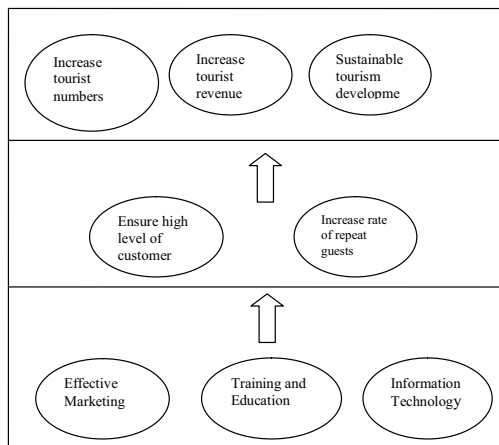 Increase
tourist
numbers
Increase
tourist
revenue
Sustainable
tourism
developme
Ensure high
level of
customer
Increase rate
of repeat
guests
Effective
Marketing
Training and
Education
Information
Technology